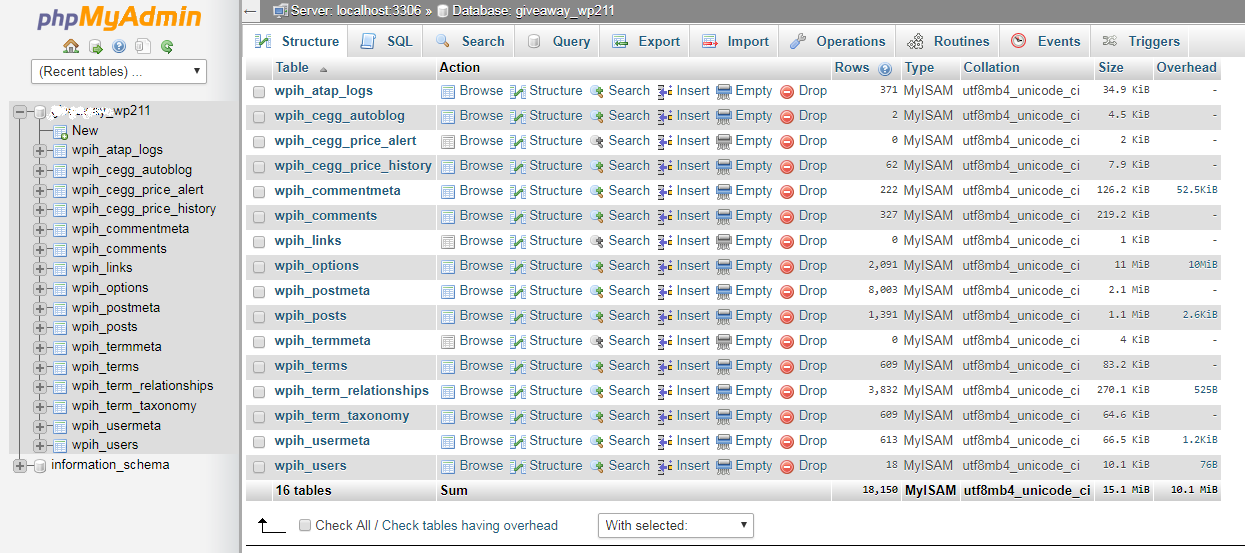 phpMyAdmin
(Recent tables) ...
_wp211
New
wpih_atap_logs
wpih_cegg_autoblog
wpih_cegg_price_alert
wpih_cegg_price_history
wpih_commentmeta
wpih_comments
wpih_links
wpih_options
wpih_postmeta
wpih_posts
wpih_termmeta
wpih_terms
wpih_term_relationships
wpih_term_taxonomy
wpih_usermeta
wpih_users
information_schema
Server: localhost:3306 » Database: giveaway_wp211
Structure SQL Search Query Export Import Operations Routines Events Triggers
Table Action Rows Type Collation Size Overhead
wpih_atap_logs Browse Structure Search Insert Empty Drop 371 MyISAM utf8mb4_unicode_ci 34.9 KiB -
wpih_cegg_autoblog Browse Structure Search Insert Empty Drop 2 MyISAM utf8mb4_unicode_ci 4.5 KiB -
wpih_cegg_price_alert Browse Structure Search Insert Empty Drop 0 MyISAM utf8mb4_unicode_ci 2 KiB -
wpih_cegg_price_history Browse Structure Search Insert Empty Drop 62 MyISAM utf8mb4_unicode_ci 7.9 KiB -
wpih_commentmeta Browse Structure Search Insert Empty Drop 222 MyISAM utf8mb4_unicode_ci 126.2 KiB 52.5KiB
wpih_comments Browse Structure Search Insert Empty Drop 327 MyISAM utf8mb4_unicode_ci 219.2 KiB -
wpih_links Browse Structure Search Insert Empty Drop 0 MyISAM utf8mb4_unicode_ci 1 KiB -
wpih_options Browse Structure Search Insert Empty Drop 2,091 MyISAM utf8mb4_unicode_ci 11 MiB 10MiB
wpih_postmeta Browse Structure Search Insert Empty Drop 8,003 MyISAM utf8mb4_unicode_ci 2.1 MiB -
wpih_posts Browse Structure Search Insert Empty Drop 1,391 MyISAM utf8mb4_unicode_ci 1.1 MiB 2.6KiB
wpih_termmeta Browse Structure Search Insert Empty Drop 0 MyISAM utf8mb4_unicode_ci 4 KiB -
wpih_terms Browse Structure Search Insert Empty Drop 609 MyISAM utf8mb4_unicode_ci 83.2 KiB -
wpih_term_relationships Browse Structure Search Insert Empty Drop 3,832 MyISAM utf8mb4_unicode_ci 270.1 KiB 525B
wpih_term_taxonomy Browse Structure Search Insert Empty Drop 609 MyISAM utf8mb4_unicode_ci 64.6 KiB -
wpih_usermeta Browse Structure Search Insert Empty Drop 613 MyISAM utf8mb4_unicode_ci 66.5 KiB 1.2KiB
wpih_users Browse Structure Search Insert Empty Drop 18 MyISAM utf8mb4_unicode_ci 10.1 KiB 76B
16 tables Sum 18,150 MyISAM utf8mb4_unicode_ci 15.1 MiB 10.1 MiB
Check All / Check tables having overhead With selected: